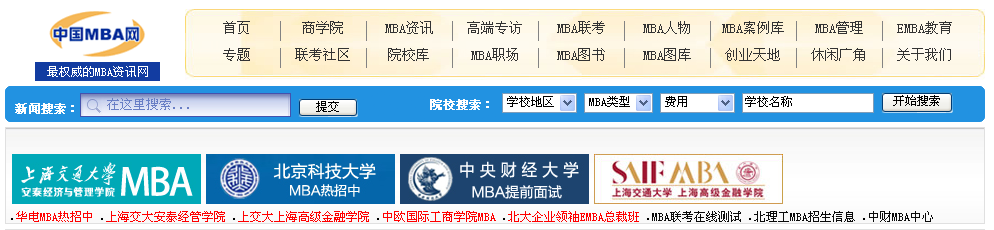 中国MBA网
最权威的MBA资讯网
首页 商学院 MBA资讯 高端专访 MBA联考 MBA人物 MBA案例库 MBA管理 EMBA教育
专题 联考社区 院校库 MBA职场 MBA图书 MBA图库 创业天地 休闲广角 关于我们
新闻搜索： 在这里搜索... 提交 院校搜索： 学校地区 MBA类型 费用 学校名称 开始搜索
上海交通大学 安泰经济与管理学院 MBA
北京科技大学 MBA热招中
中央财经大学 MBA提前面试
SAIF MBA 上海交通大学 上海高级金融学院
·华电MBA热招中 ·上海交大安泰经管学院 ·上交大上海高级金融学院 ·中欧国际工商学院MBA ·北大企业领袖EMBA总裁班 ·MBA联考在线测试 ·北理工MBA招生信息 ·中财MBA中心